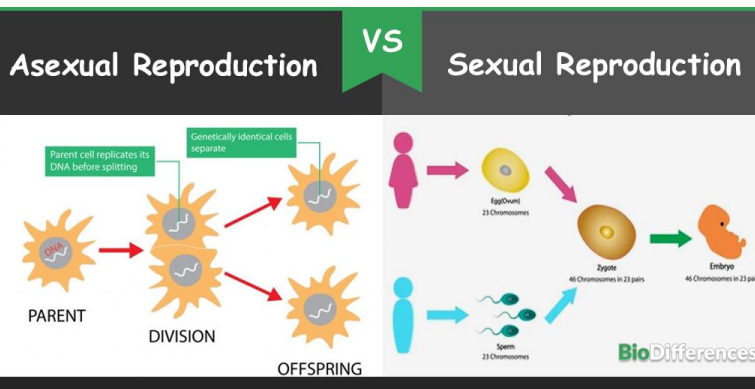 Asexual Reproduction
VS
Sexual Reproduction
Parent cell replicates its
DNA before splitting
Genetically identical cells
separate
DNA
PARENT
DIVISION
OFFSPRING
Egg(Ovum)
23 Chromosomes
Sperm
23 Chromosomes
Zygote
46 Chromosomes in 23 pairs
Embryo
46 Chromosomes in 23 pai
BioDifferences